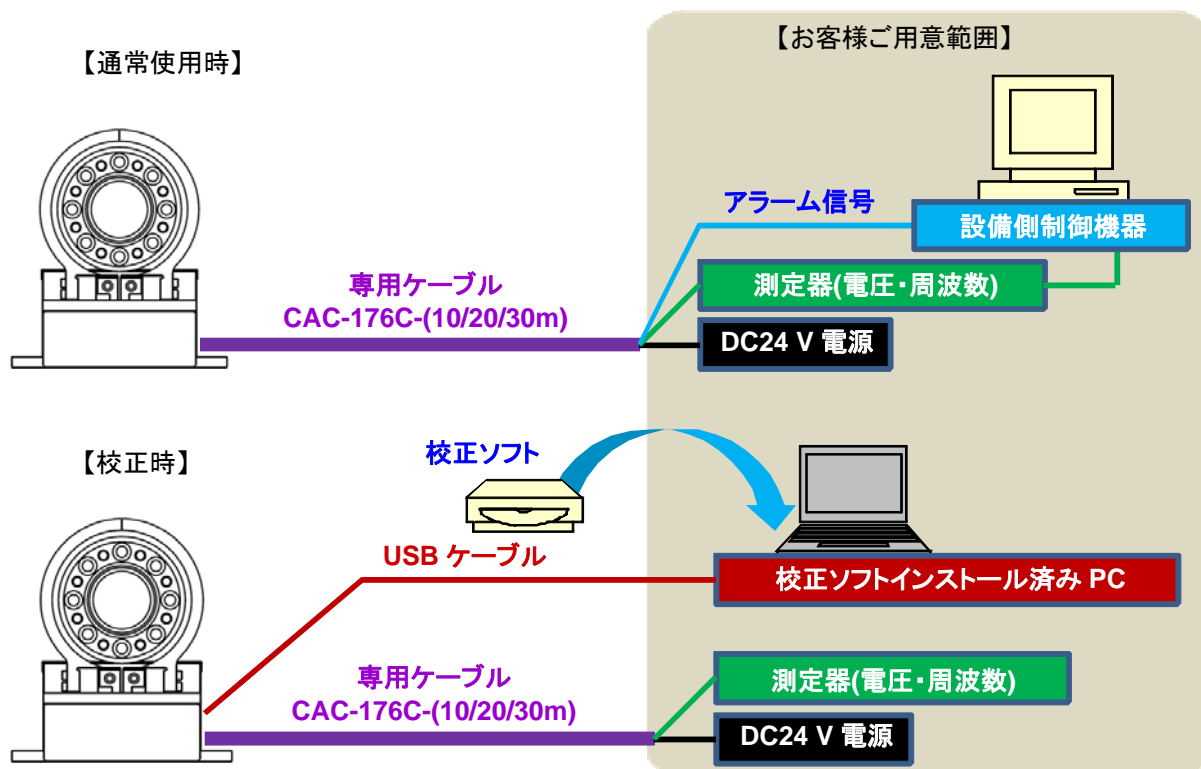 【お客様ご用意範囲】
【通常使用時】
アラーム信号
設備側制御機器
専用ケーブル
CAC-176C-(10/20/30m)
測定器(電圧・周波数)
DC24 V 電源
【校正時】
校正ソフト
USB ケーブル
校正ソフトインストール済み PC
専用ケーブル
CAC-176C-(10/20/30m)
測定器(電圧・周波数)
DC24 V 電源